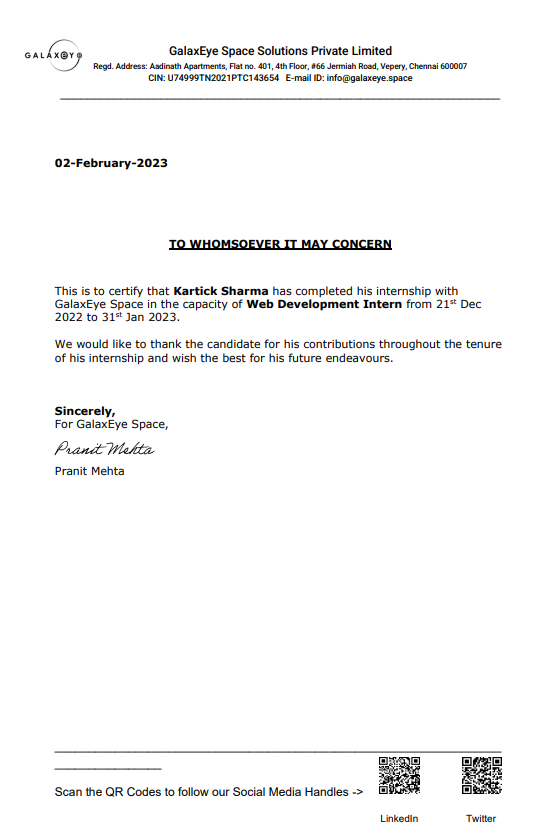 GALAXEYE
GalaxEye Space Solutions Private Limited
Regd. Address: Aadinath Apartments, Flat no. 401, 4th Floor, #66 Jermiah Road, Vepery, Chennai 600007
CIN: U74999TN2021PTC143654 E-mail ID: info@galaxeye.space
02-February-2023
TO WHOMSOEVER IT MAY CONCERN
This is to certify that Kartick Sharma has completed his internship with
GalaxEye Space in the capacity of Web Development Intern from 21st Dec
2022 to 31st Jan 2023.
We would like to thank the candidate for his contributions throughout the tenure
of his internship and wish the best for his future endeavours.
Sincerely,
For GalaxEye Space,
Pranit Mehta
Pranit Mehta
Scan the QR Codes to follow our Social Media Handles ->
LinkedIn Twitter